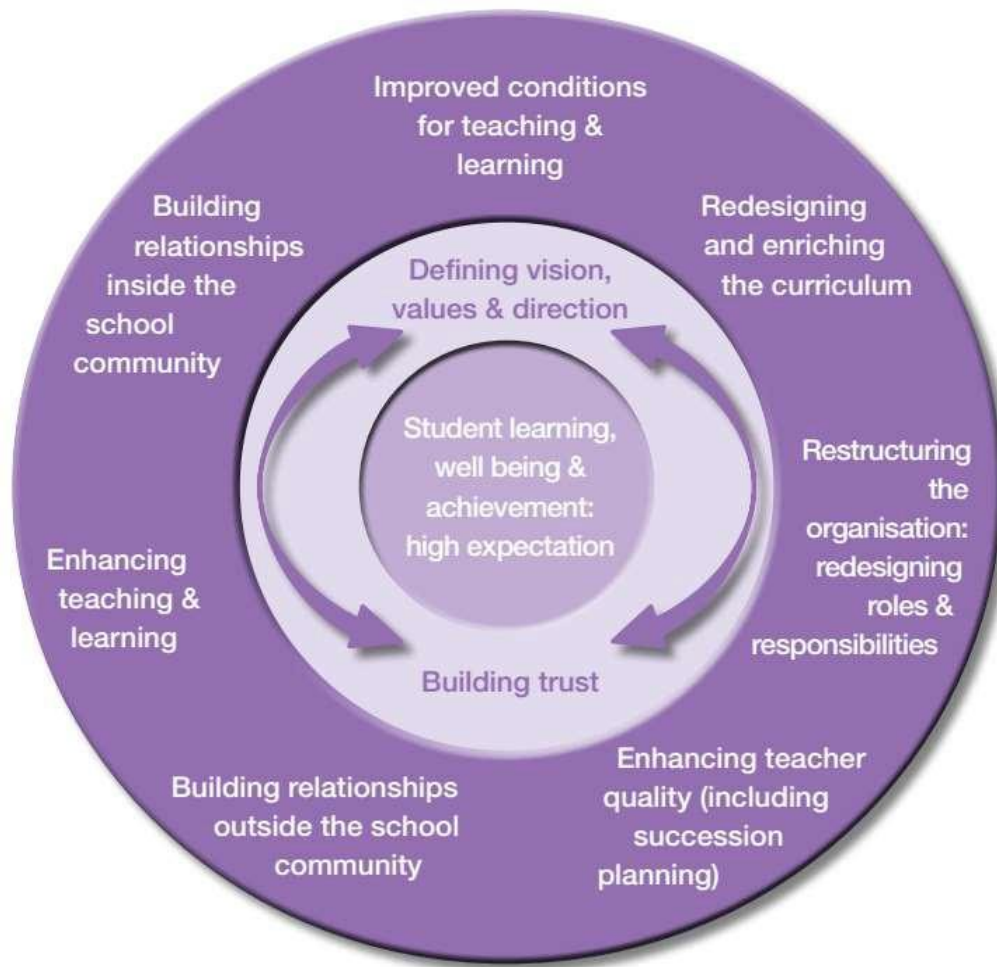 Improved conditions
for teaching &
learning
Redesigning
and enriching
the curriculum
Restructuring
the
organisation:
redesigning
roles &
responsibilities
Enhancing teacher
quality (including
succession
planning)
Building relationships
outside the school
community
Enhancing
teaching &
learning
Building
relationships
inside the
school
community
Defining vision,
values & direction
Student learning,
well being &
achievement:
high expectation
Building trust